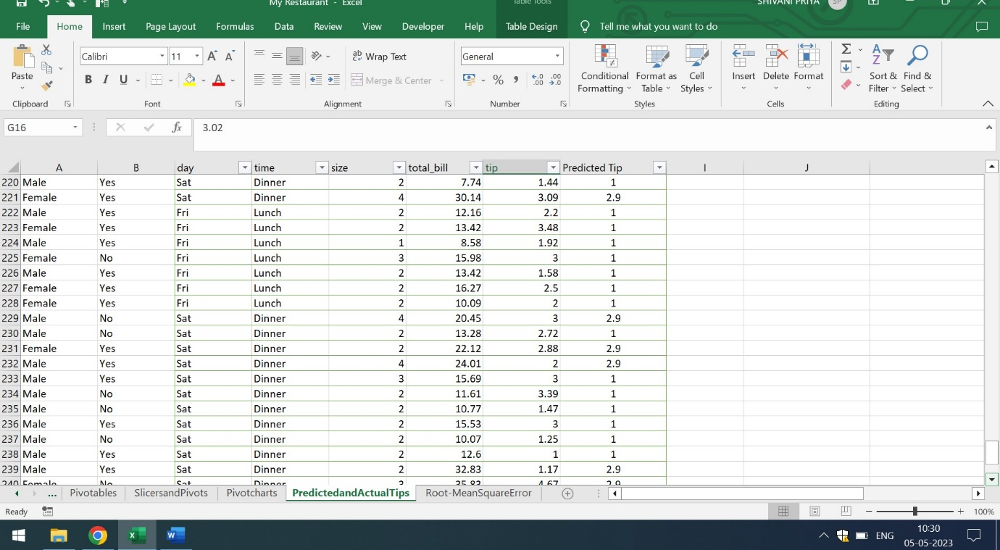 My Restaurant - Excel
Table Tools
SHIVANI PRIYA
SP
File Home Insert Page Layout Formulas Data Review View Developer Help Table Design Tell me what you want to do
Calibri 11 A A ab Wrap Text General Σ A Z
Paste B I U A Merge & Center % , .0 .00 .00 .0 Conditional Formatting Format as Table Cell Styles Insert Delete Format Sort & Filter Find & Select
Clipboard Font Alignment Number Styles Cells Editing
G16 fx 3.02
A B day time size total_bill tip Predicted Tip I J
220 Male Yes Sat Dinner 2 7.74 1.44 1
221 Female Yes Sat Dinner 4 30.14 3.09 2.9
222 Male Yes Fri Lunch 2 12.16 2.2 1
223 Female Yes Fri Lunch 2 13.42 3.48 1
224 Male Yes Fri Lunch 1 8.58 1.92 1
225 Female No Fri Lunch 3 15.98 3 1
226 Male Yes Fri Lunch 2 13.42 1.58 1
227 Female Yes Fri Lunch 2 16.27 2.5 1
228 Female Yes Fri Lunch 2 10.09 2 1
229 Male No Sat Dinner 4 20.45 3 2.9
230 Male No Sat Dinner 2 13.28 2.72 1
231 Female Yes Sat Dinner 2 22.12 2.88 2.9
232 Male Yes Sat Dinner 4 24.01 2 2.9
233 Male Yes Sat Dinner 3 15.69 3 1
234 Male No Sat Dinner 2 11.61 3.39 1
235 Male No Sat Dinner 2 10.77 1.47 1
236 Male Yes Sat Dinner 2 15.53 3 1
237 Male No Sat Dinner 2 10.07 1.25 1
238 Male Yes Sat Dinner 2 12.6 1 1
239 Male Yes Sat Dinner 2 32.83 1.17 2.9
240 Female No Sat Dinner 3 35.83 4.67 2.9
... Pivotables SlicersandPivots Pivotcharts PredictedandActualTips Root-MeanSquareError
Ready 100%
ENG 10:30
05-05-2023